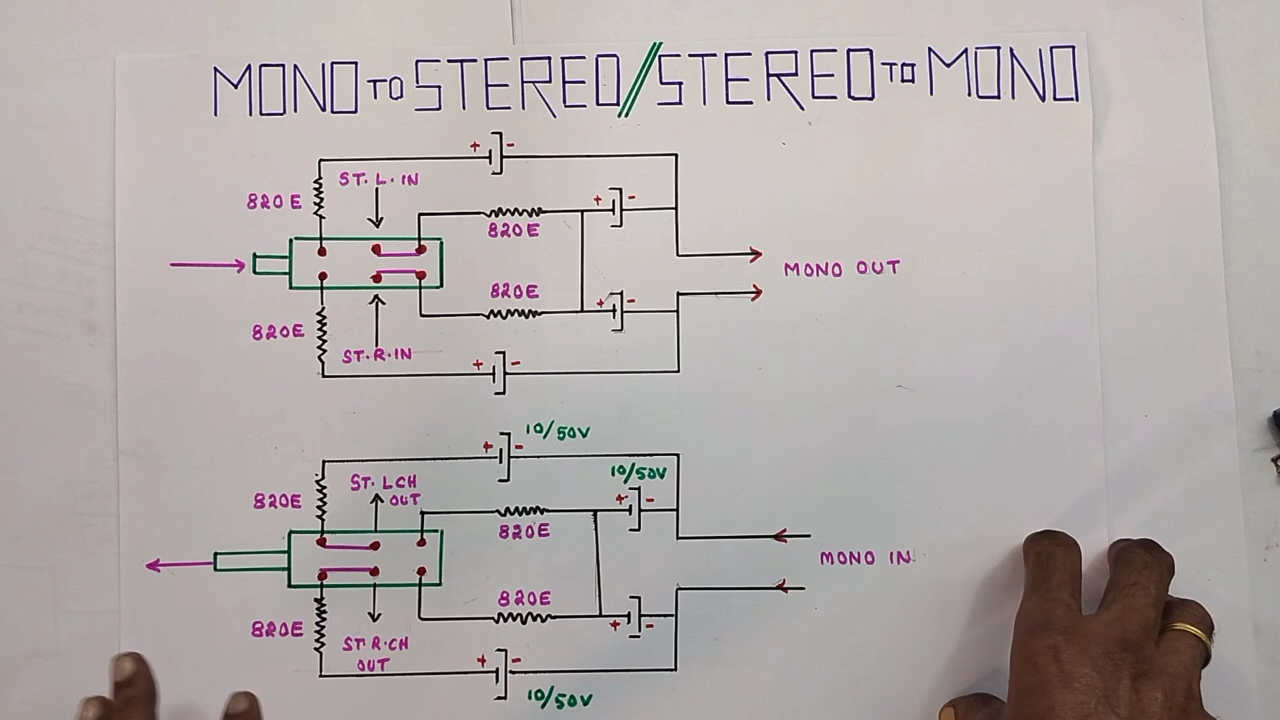 MONO TO STEREO//STEREO TO MONO
+ -
ST. L. IN
820E
+ -
820E
820E
MONO OUT
+ -
820E
ST. R. IN
+ -
10/50V
+ -
10/50V
ST. LCH
OUT
820E
+ -
820E
MONO IN
820E
+ -
820E
ST. R. CH
OUT
+ -
10/50V